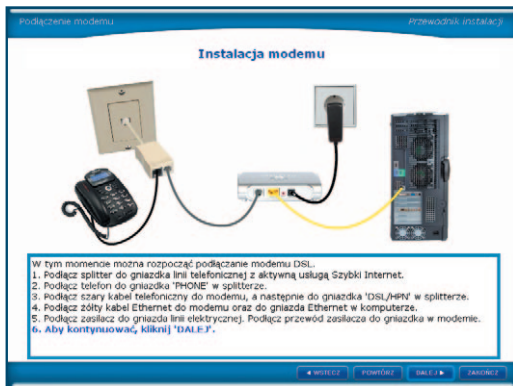 Podłączenie modemu
Przewodnik instalacji
Instalacja modemu
W tym momencie można rozpocząć podłączanie modemu DSL.
1. Podłącz splitter do gniazdka linii telefonicznej z aktywną usługą Szybki Internet.
2. Podłącz telefon do gniazdka 'PHONE' w splitterze.
3. Podłącz szary kabel telefoniczny do modemu, a następnie do gniazdka 'DSL/HPN' w splitterze.
4. Podłącz żółty kabel Ethernet do modemu oraz do gniazda Ethernet w komputerze.
5. Podłącz zasilacz do gniazda linii elektrycznej. Podłącz przewód zasilacza do gniazdka w modemie.
6. Aby kontynuować, kliknij 'DALEJ'.
WSTECZ POWTÓRZ DALEJ ZAKOŃCZ